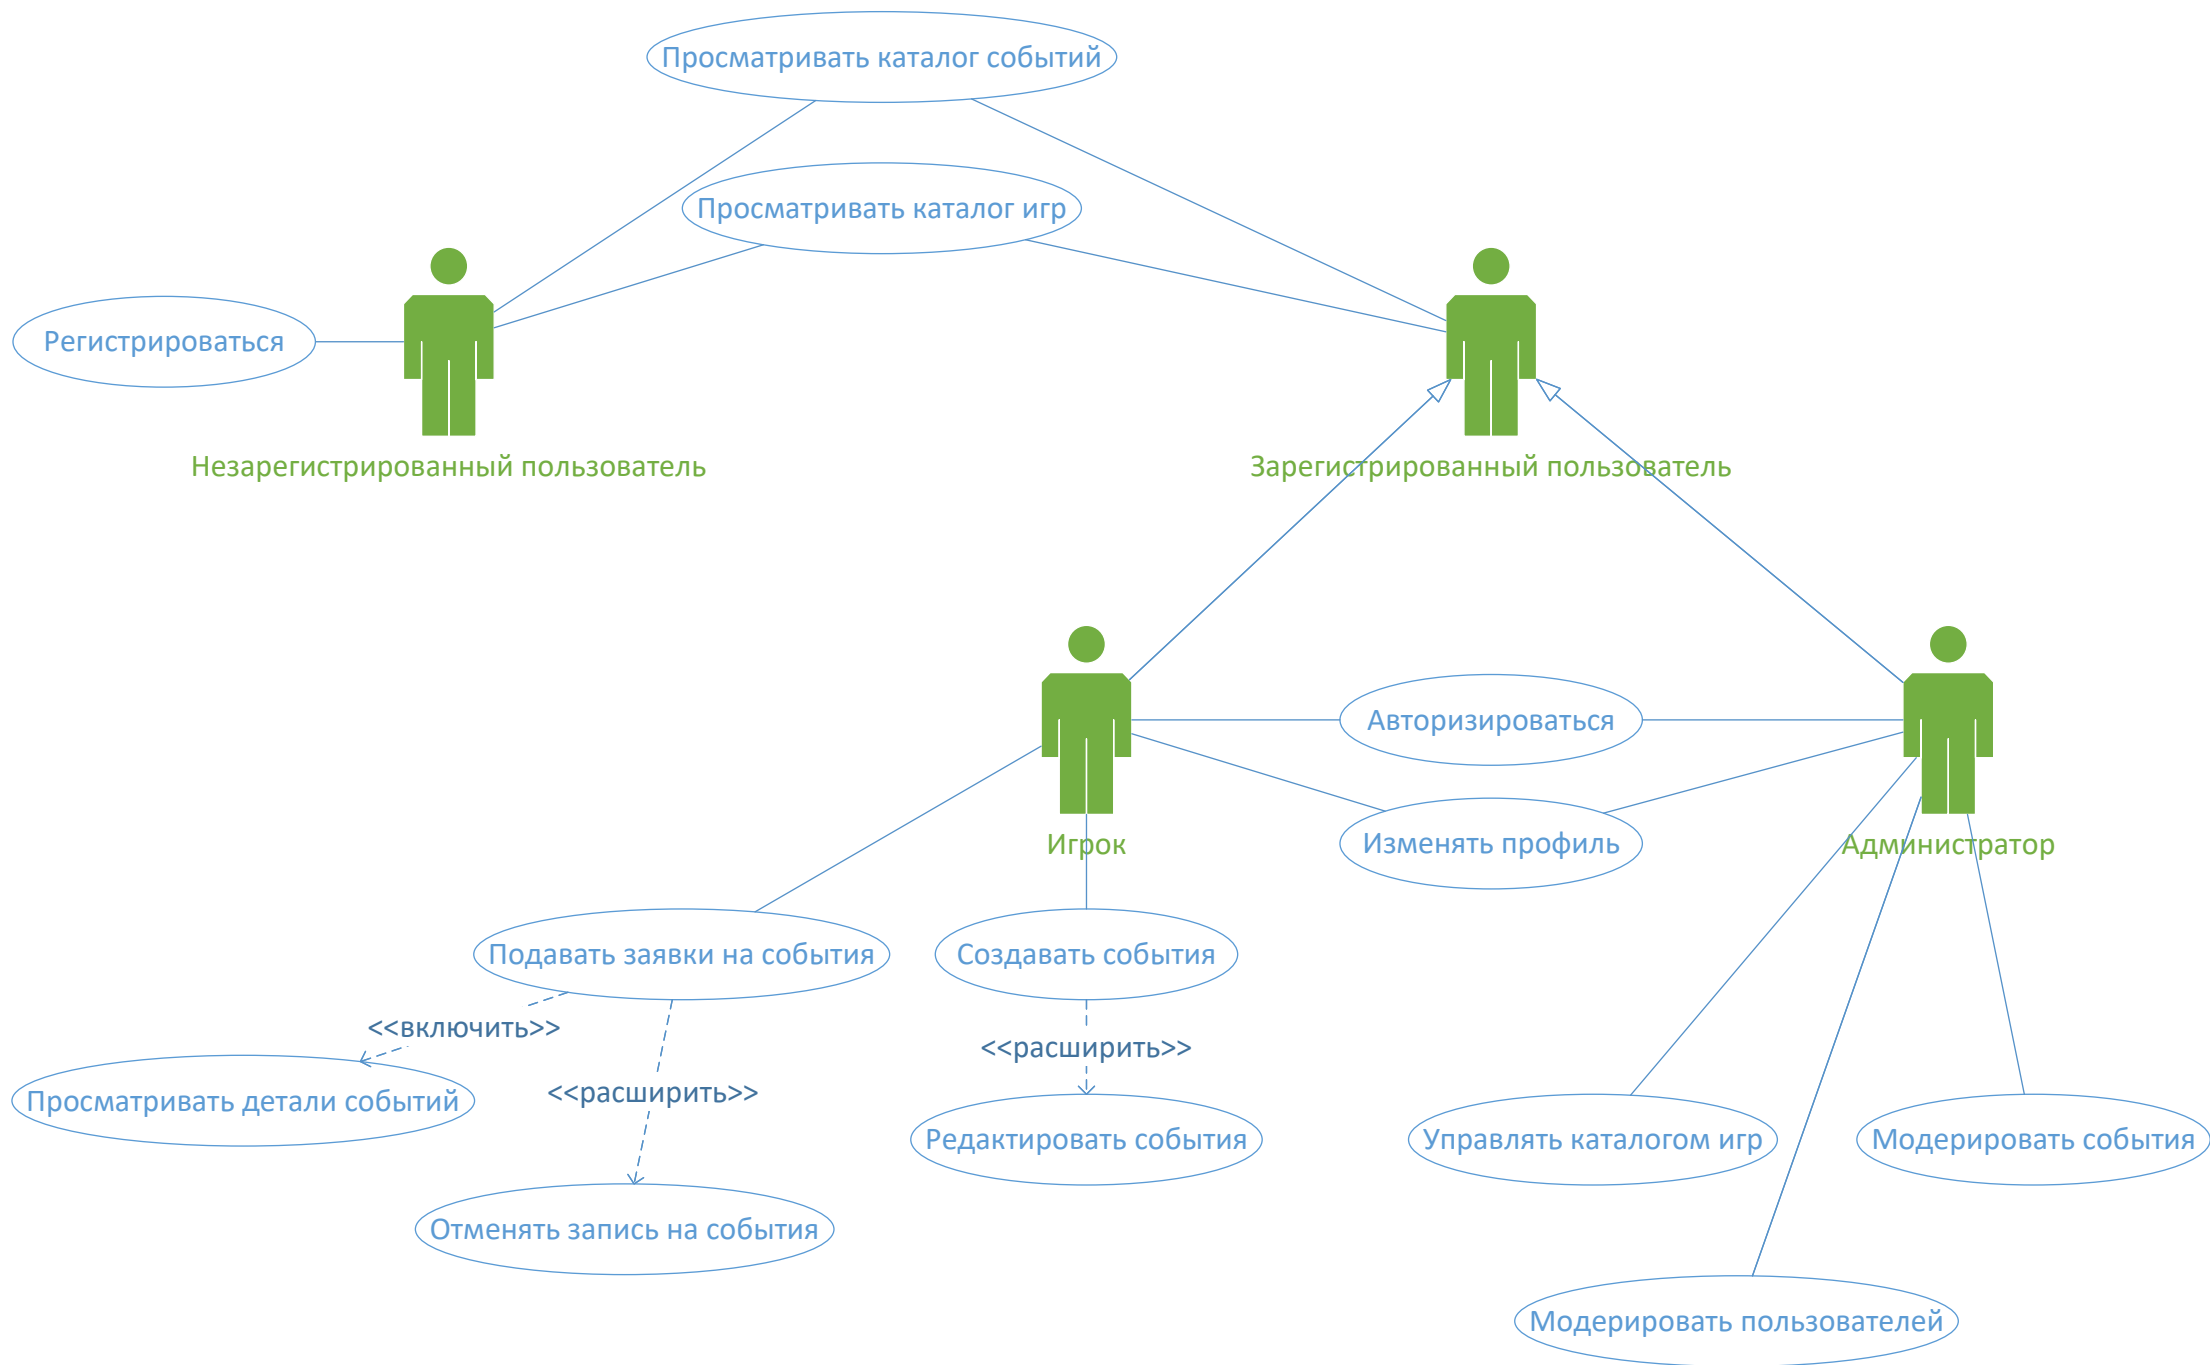 Просматривать каталог событий
Просматривать каталог игр
Регистрироваться
Незарегистрированный пользователь
Зарегистрированный пользователь
Авторизироваться
Игрок
Изменять профиль
Администратор
Подавать заявки на события
Создавать события
<<включить>>
<<расширить>>
<<расширить>>
Просматривать детали событий
Редактировать события
Управлять каталогом игр
Модерировать события
Отменять запись на события
Модерировать пользователей